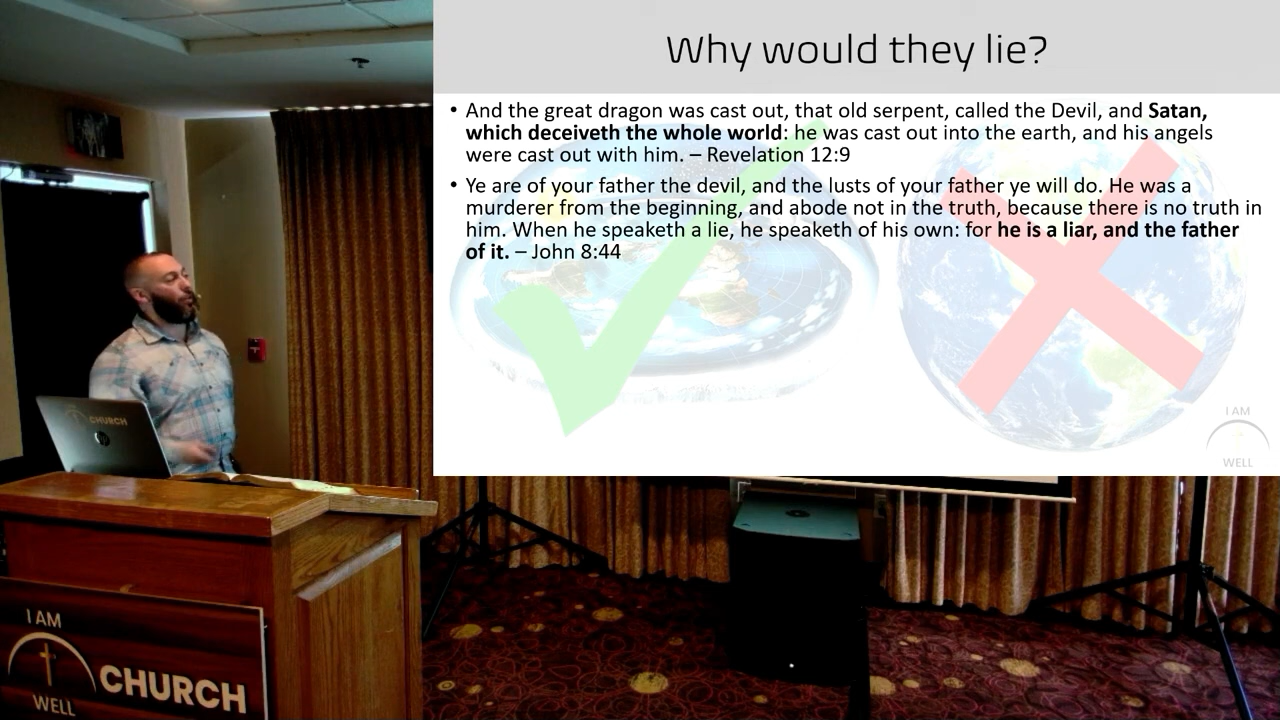 Why would they lie?
• And the great dragon was cast out, that old serpent, called the Devil, and Satan,
which deceiveth the whole world: he was cast out into the earth, and his angels
were cast out with him. – Revelation 12:9
• Ye are of your father the devil, and the lusts of your father ye will do. He was a
murderer from the beginning, and abode not in the truth, because there is no truth in
him. When he speaketh a lie, he speaketh of his own: for he is a liar, and the father
of it. – John 8:44
I AM
WELL
CHURCH
I AM
WELL
CHURCH